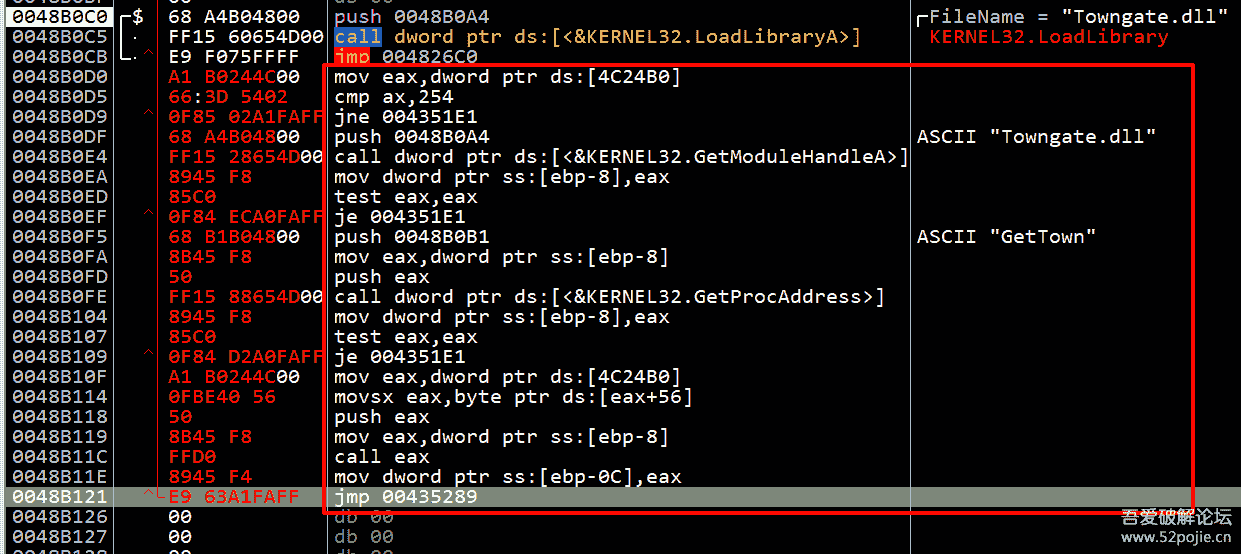 00
0048B0C0 $ 68 A4B04800 push 0048B0A4 FileName = "Towngate.dll"
0048B0C5 . FF15 60654D00 call dword ptr ds:[<&KERNEL32.LoadLibraryA>] KERNEL32.LoadLibrary
0048B0CB .^ E9 F075FFFF jmp 004826C0
0048B0D0 A1 B0244C00 mov eax,dword ptr ds:[4C24B0]
0048B0D5 66:3D 5402 cmp ax,254
0048B0D9 ^ 0F85 02A1FAFF jne 004351E1
0048B0DF 68 A4B04800 push 0048B0A4 ASCII "Towngate.dll"
0048B0E4 FF15 28654D00 call dword ptr ds:[<&KERNEL32.GetModuleHandleA>]
0048B0EA 8945 F8 mov dword ptr ss:[ebp-8],eax
0048B0ED 85C0 test eax,eax
0048B0EF ^ 0F84 ECA0FAFF je 004351E1
0048B0F5 68 B1B04800 push 0048B0B1 ASCII "GetTown"
0048B0FA 8B45 F8 mov eax,dword ptr ss:[ebp-8]
0048B0FD 50 push eax
0048B0FE FF15 88654D00 call dword ptr ds:[<&KERNEL32.GetProcAddress>]
0048B104 8945 F8 mov dword ptr ss:[ebp-8],eax
0048B107 85C0 test eax,eax
0048B109 ^ 0F84 D2A0FAFF je 004351E1
0048B10F A1 B0244C00 mov eax,dword ptr ds:[4C24B0]
0048B114 0FBE40 56 movsx eax,byte ptr ds:[eax+56]
0048B118 50 push eax
0048B119 8B45 F8 mov eax,dword ptr ss:[ebp-8]
0048B11C FFD0 call eax
0048B11E 8945 F4 mov dword ptr ss:[ebp-0C],eax
0048B121 ^ E9 63A1FAFF jmp 00435289
0048B126 00 db 00
0048B127 00 db 00
0048B128 00 db 00
吾爱破解论坛
www.52pojie.cn